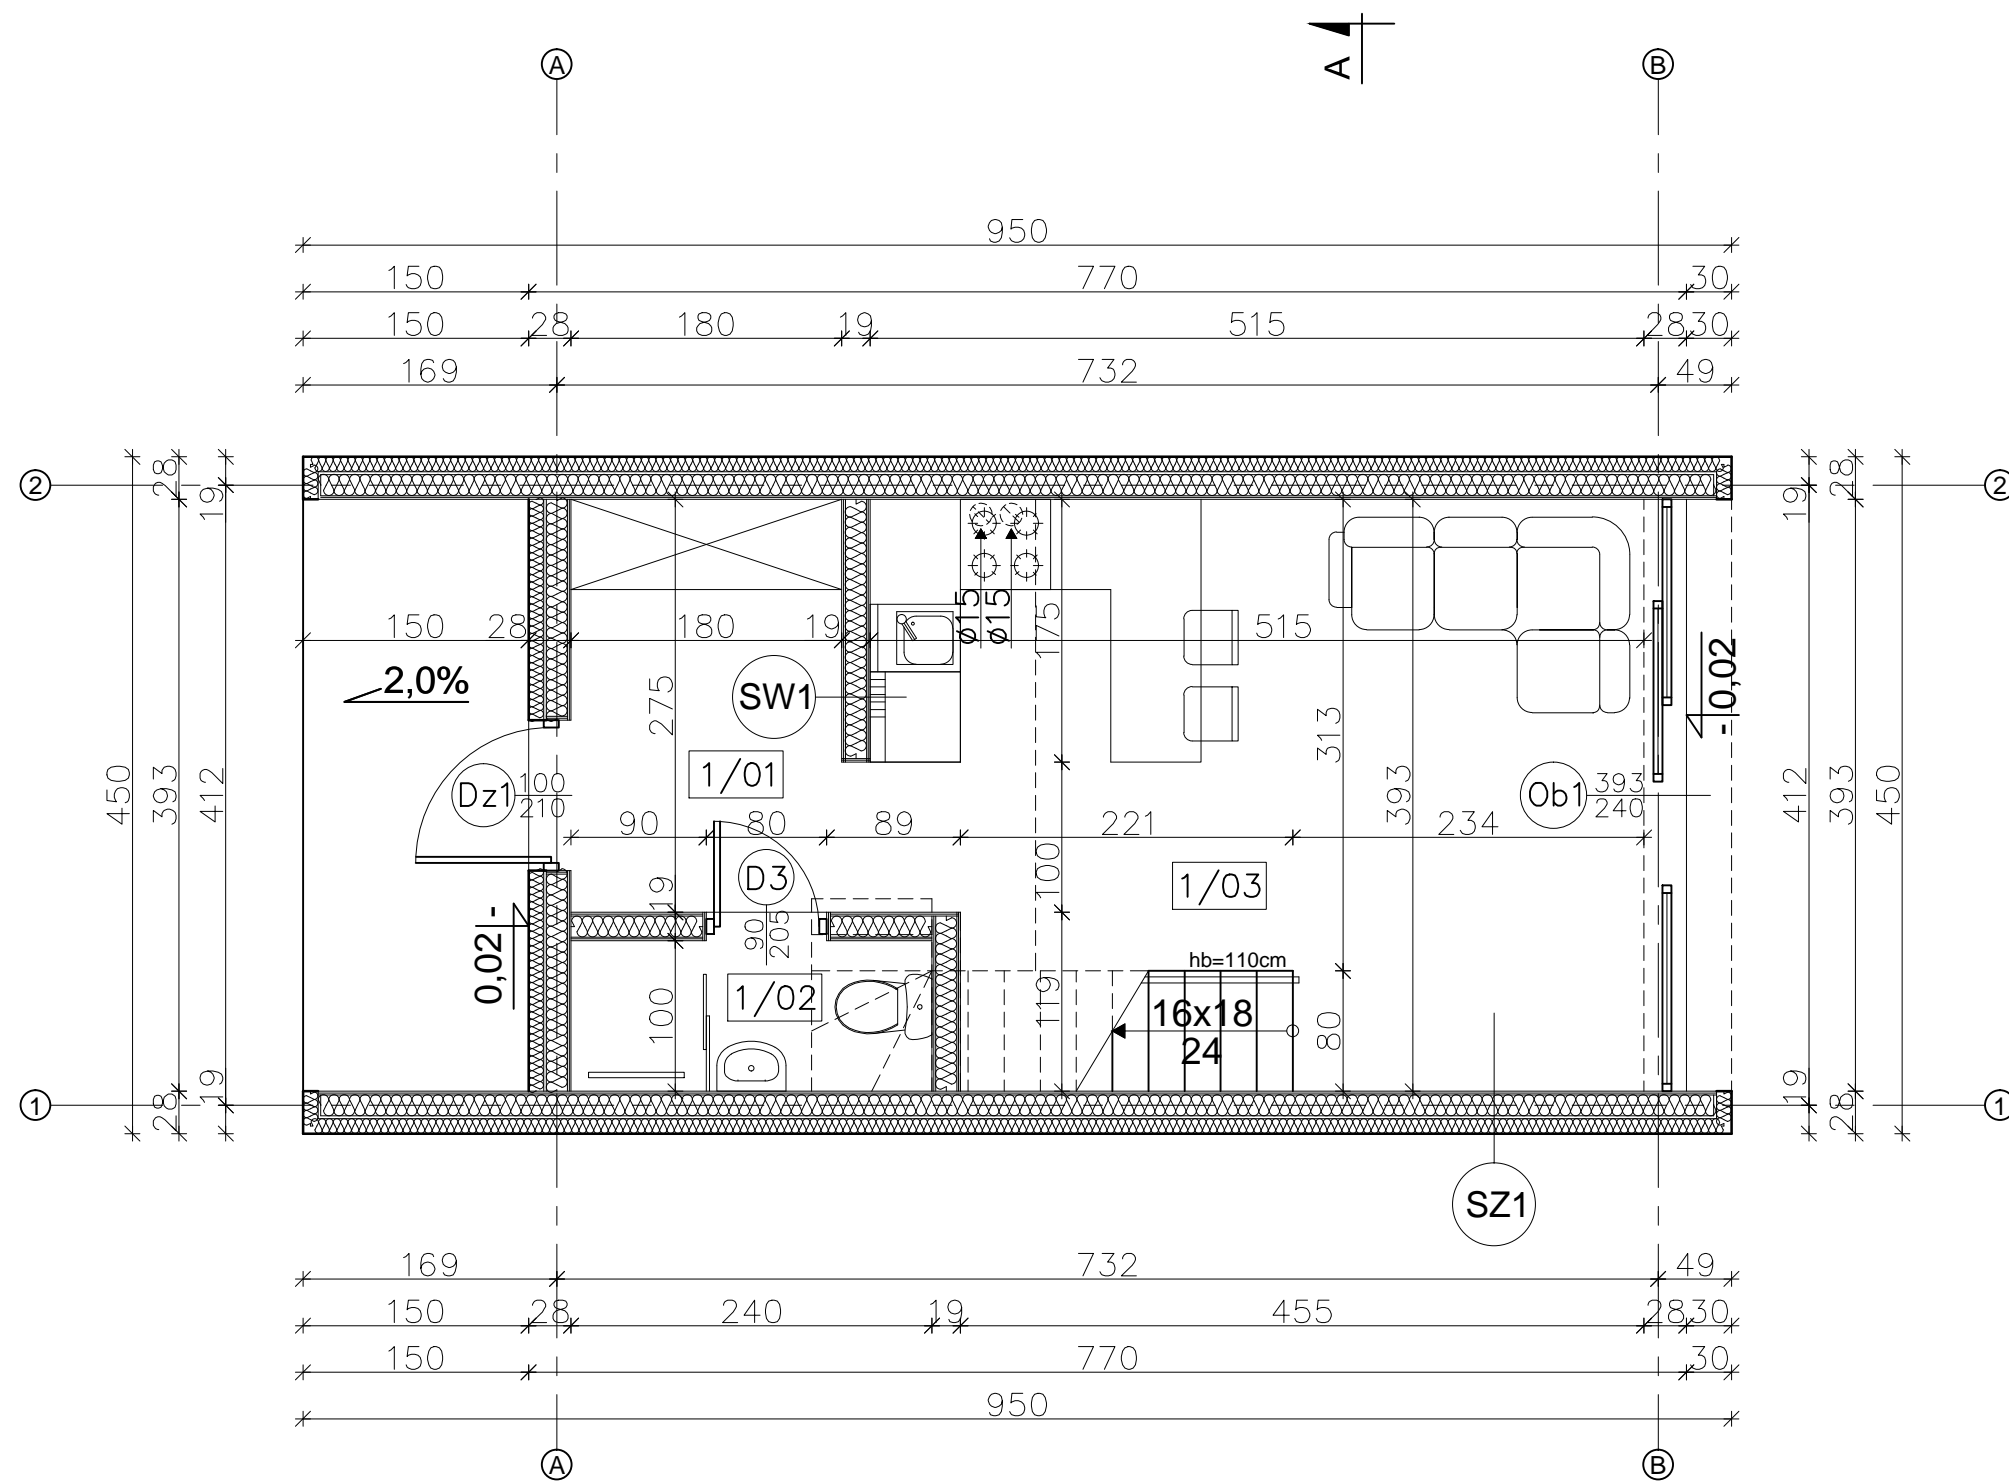 A
A
B
950
150 770 30
150 28 180 19 515 28 30
169 732 49
2
2
28
19
19
28
ø15
ø15
175
150 28 180 19 515
2,0%
SW1
275
313
-0,02
1/01
Dz1 100
210
393
Ob1 393
240
450
393
412
412
393
450
90 80 89 221 234
D3
19
100
1/03
90
205
0,02-
hb=110cm
1/02
100
119
16x18
24
80
1
1
19
28
19
28
SZ1
169 732 49
150 28 240 19 455 28 30
150 770 30
950
A
B